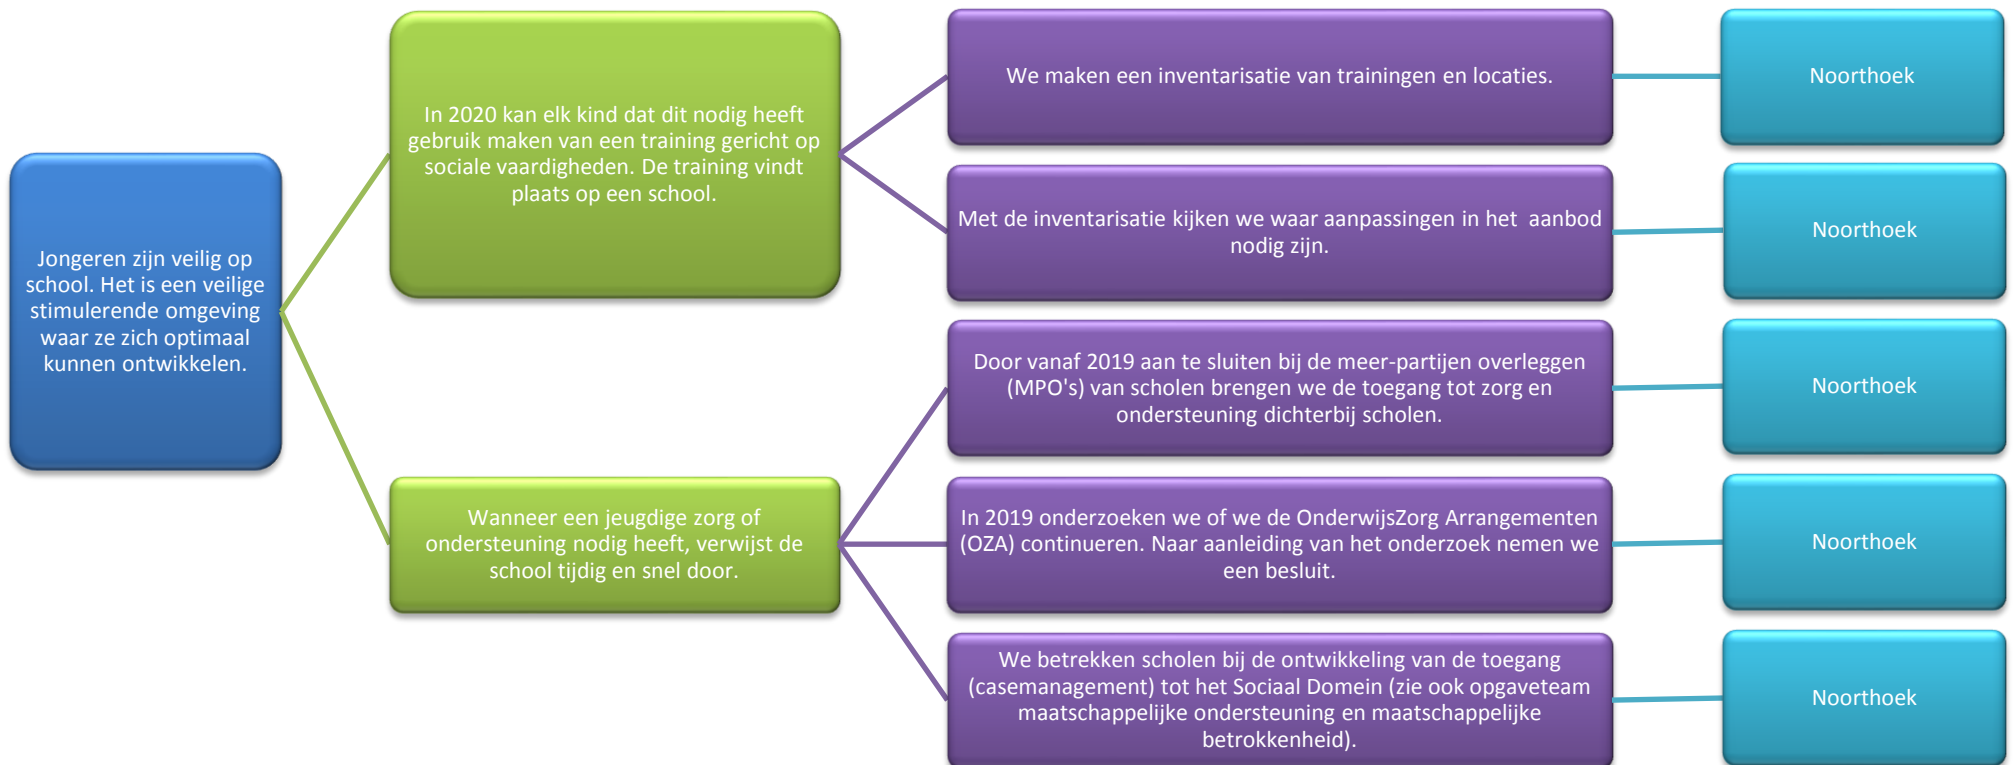 Jongeren zijn veilig op
school. Het is een veilige
stimulerende omgeving
waar ze zich optimaal
kunnen ontwikkelen.
In 2020 kan elk kind dat dit nodig heeft
gebruik maken van een training gericht op
sociale vaardigheden. De training vindt
plaats op een school.
We maken een inventarisatie van trainingen en locaties.
Noorthoek
Met de inventarisatie kijken we waar aanpassingen in het  aanbod
nodig zijn.
Noorthoek
Wanneer een jeugdige zorg of
ondersteuning nodig heeft, verwijst de
school tijdig en snel door.
Door vanaf 2019 aan te sluiten bij de meer-partijen overleggen
(MPO's) van scholen brengen we de toegang tot zorg en
ondersteuning dichterbij scholen.
Noorthoek
In 2019 onderzoeken we of we de OnderwijsZorg Arrangementen
(OZA) continueren. Naar aanleiding van het onderzoek nemen we
een besluit.
Noorthoek
We betrekken scholen bij de ontwikkeling van de toegang
(casemanagement) tot het Sociaal Domein (zie ook opgaveteam
maatschappelijke ondersteuning en maatschappelijke
betrokkenheid).
Noorthoek